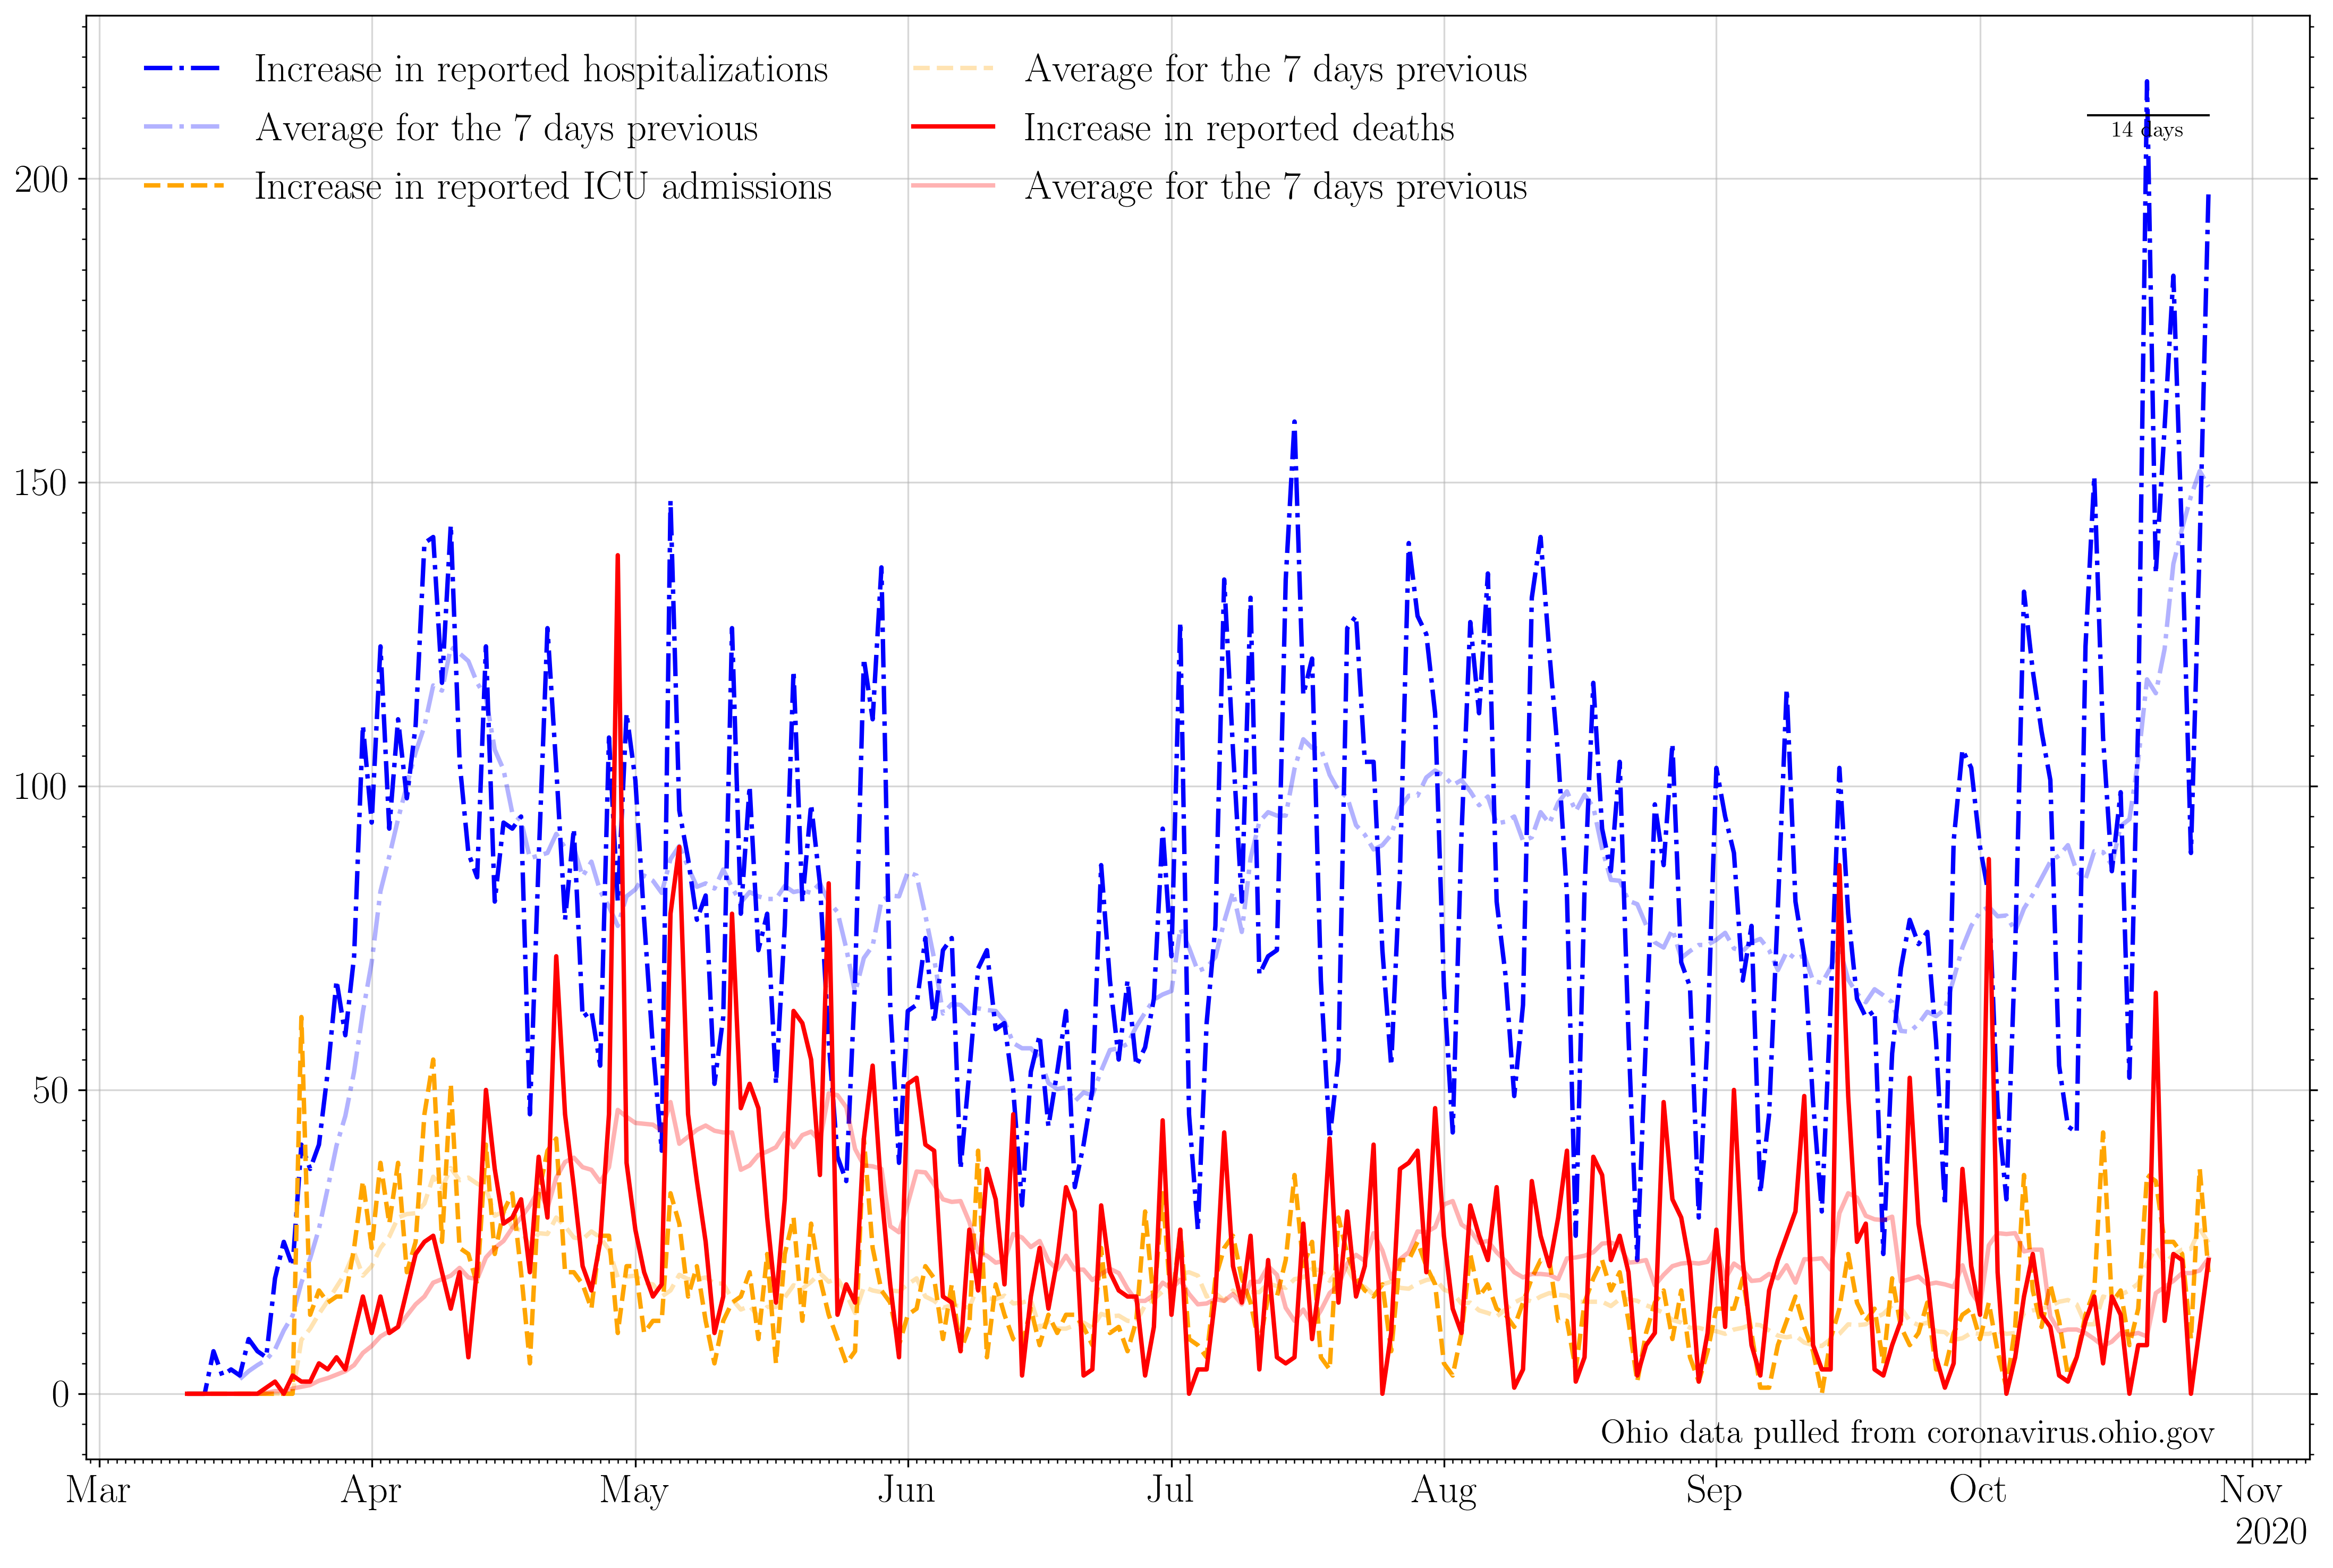 Increase in reported hospitalizations
Average for the 7 days previous
Increase in reported ICU admissions
Average for the 7 days previous
Increase in reported deaths
Average for the 7 days previous
14 days
200
150
100
50
0
Ohio data pulled from coronavirus.ohio.gov
Mar Apr May Jun Jul Aug Sep Oct Nov
2020